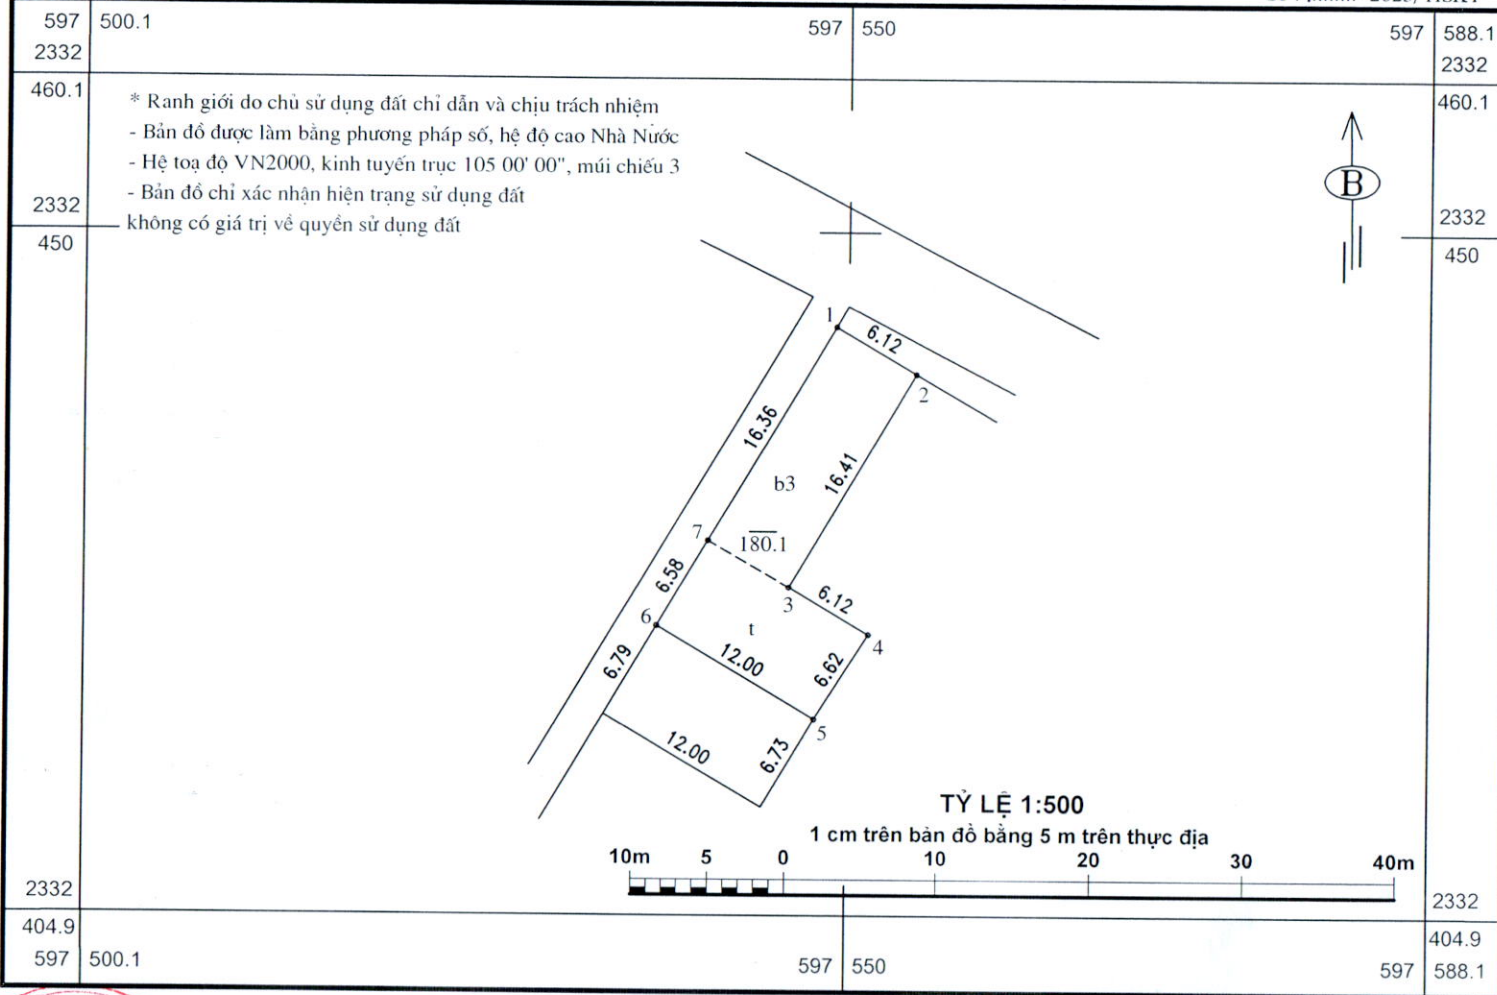 597 500.1 597 550 597 588.1
2332 2332
460.1 460.1
* Ranh giới do chủ sử dụng đất chỉ dẫn và chịu trách nhiệm
- Bản đồ được làm bằng phương pháp số, hệ độ cao Nhà Nước
- Hệ toạ độ VN2000, kinh tuyến trục 105 00' 00", múi chiếu 3
- Bản đồ chỉ xác nhận hiện trạng sử dụng đất
không có giá trị về quyền sử dụng đất
B
2332 2332
450 450
1
6.12
2
16.36
16.41
b3
7
180.1
6.58
3
6.12
6
t
4
6.79
12.00
6.62
5
12.00
6.73
TỶ LỆ 1:500
1 cm trên bản đồ bằng 5 m trên thực địa
10m 5 0 10 20 30 40m
2332 2332
404.9 404.9
597 500.1 597 550 597 588.1